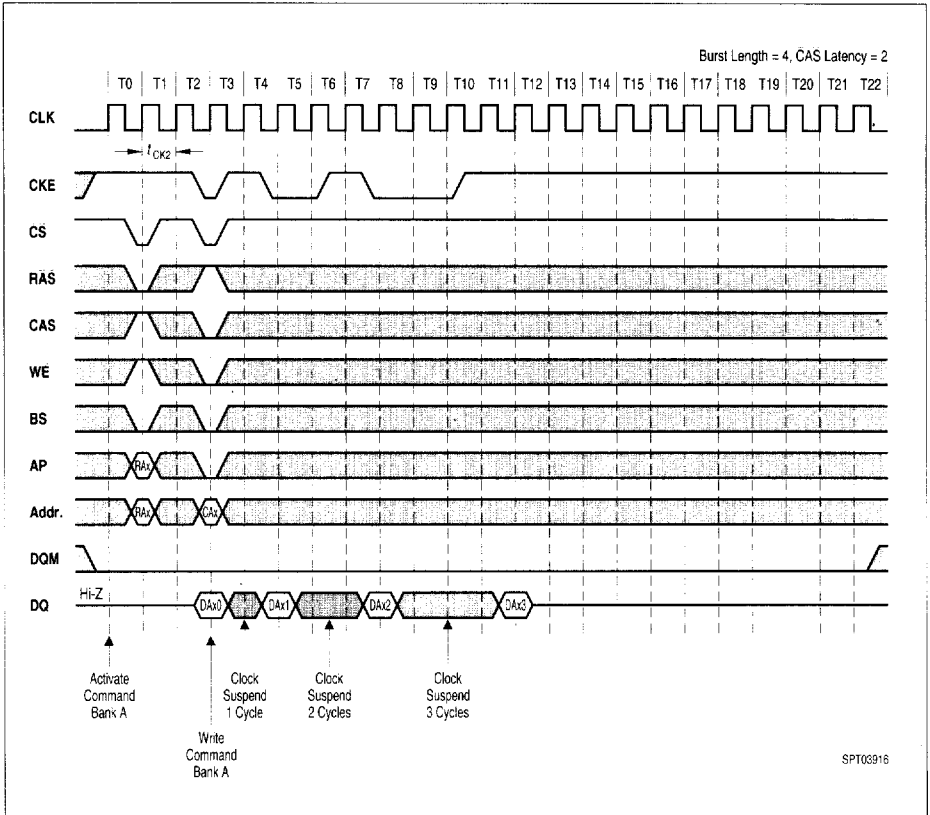 Burst Length = 4, CAS Latency = 2
T0 T1 T2 T3 T4 T5 T6 T7 T8 T9 T10 T11 T12 T13 T14 T15 T16 T17 T18 T19 T20 T21 T22
CLK
tCK2
CKE
CS
RAS
CAS
WE
BS
AP
RAx
Addr.
RAx CAx
DQM
DQ
Hi-Z
DAx0 DAx1 DAx2 DAx3
Activate
Command
Bank A
Write
Command
Bank A
Clock
Suspend
1 Cycle
Clock
Suspend
2 Cycles
Clock
Suspend
3 Cycles
SPT03916